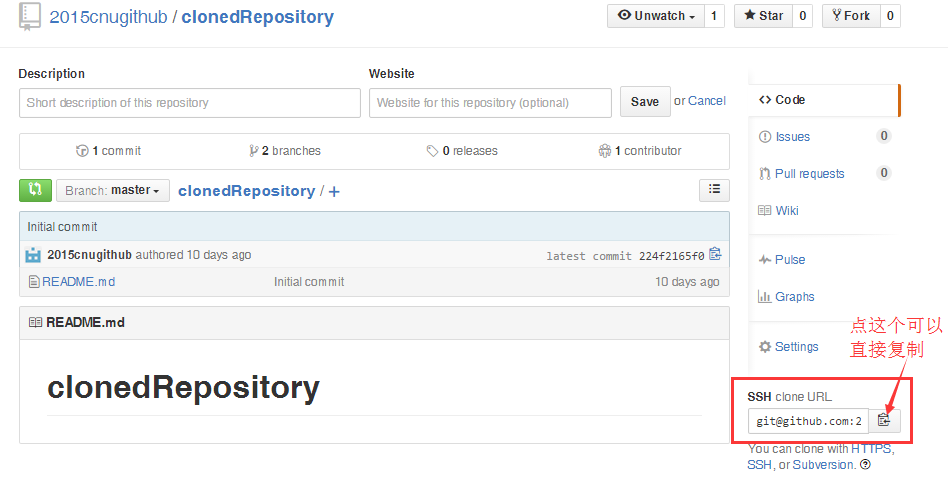 2015cnugithub / clonedRepository
Unwatch 1 Star 0 Fork 0
Description
Website
Short description of this repository
Website for this repository (optional)
Save or Cancel
1 commit
2 branches
0 releases
1 contributor
Branch: master
clonedRepository / +
Initial commit
2015cnugithub authored 10 days ago
latest commit 224f2165f0
README.md
Initial commit
10 days ago
README.md
clonedRepository
Code
Issues 0
Pull requests 0
Wiki
Pulse
Graphs
Settings
点这个可以
直接复制
SSH clone URL
git@github.com:2
You can clone with HTTPS,
SSH, or Subversion.